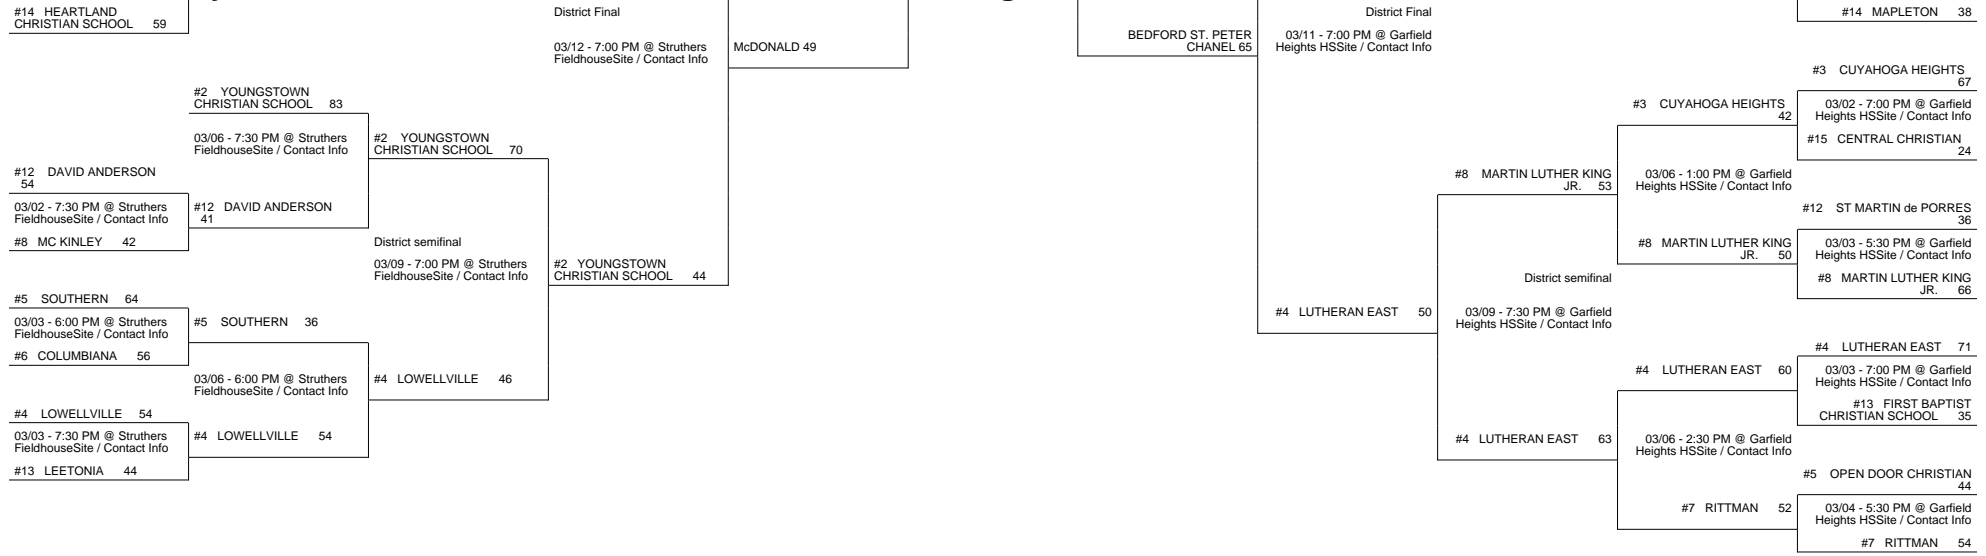 #14 HEARTLAND
CHRISTIAN SCHOOL 59
District Final
03/12 - 7:00 PM @ Struthers
FieldhouseSite / Contact Info
McDONALD 49
#2 YOUNGSTOWN
CHRISTIAN SCHOOL 83
03/06 - 7:30 PM @ Struthers
FieldhouseSite / Contact Info
#2 YOUNGSTOWN
CHRISTIAN SCHOOL 70
#12 DAVID ANDERSON
54
03/02 - 7:30 PM @ Struthers
FieldhouseSite / Contact Info
#12 DAVID ANDERSON
41
#8 MC KINLEY 42
District semifinal
03/09 - 7:00 PM @ Struthers
FieldhouseSite / Contact Info
#2 YOUNGSTOWN
CHRISTIAN SCHOOL 44
#5 SOUTHERN 64
03/03 - 6:00 PM @ Struthers
FieldhouseSite / Contact Info
#5 SOUTHERN 36
#6 COLUMBIANA 56
03/06 - 6:00 PM @ Struthers
FieldhouseSite / Contact Info
#4 LOWELLVILLE 46
#4 LOWELLVILLE 54
03/03 - 7:30 PM @ Struthers
FieldhouseSite / Contact Info
#4 LOWELLVILLE 54
#13 LEETONIA 44
BEDFORD ST. PETER
CHANEL 65
District Final
03/11 - 7:00 PM @ Garfield
Heights HSSite / Contact Info
#14 MAPLETON 38
#3 CUYAHOGA HEIGHTS
67
#3 CUYAHOGA HEIGHTS
42
03/02 - 7:00 PM @ Garfield
Heights HSSite / Contact Info
#15 CENTRAL CHRISTIAN
24
#8 MARTIN LUTHER KING
JR. 53
03/06 - 1:00 PM @ Garfield
Heights HSSite / Contact Info
#12 ST MARTIN de PORRES
36
#8 MARTIN LUTHER KING
JR. 50
03/03 - 5:30 PM @ Garfield
Heights HSSite / Contact Info
#8 MARTIN LUTHER KING
JR. 66
District semifinal
#4 LUTHERAN EAST 50
03/09 - 7:30 PM @ Garfield
Heights HSSite / Contact Info
#4 LUTHERAN EAST 71
#4 LUTHERAN EAST 60
03/03 - 7:00 PM @ Garfield
Heights HSSite / Contact Info
#13 FIRST BAPTIST
CHRISTIAN SCHOOL 35
#4 LUTHERAN EAST 63
03/06 - 2:30 PM @ Garfield
Heights HSSite / Contact Info
#5 OPEN DOOR CHRISTIAN
44
#7 RITTMAN 52
03/04 - 5:30 PM @ Garfield
Heights HSSite / Contact Info
#7 RITTMAN 54